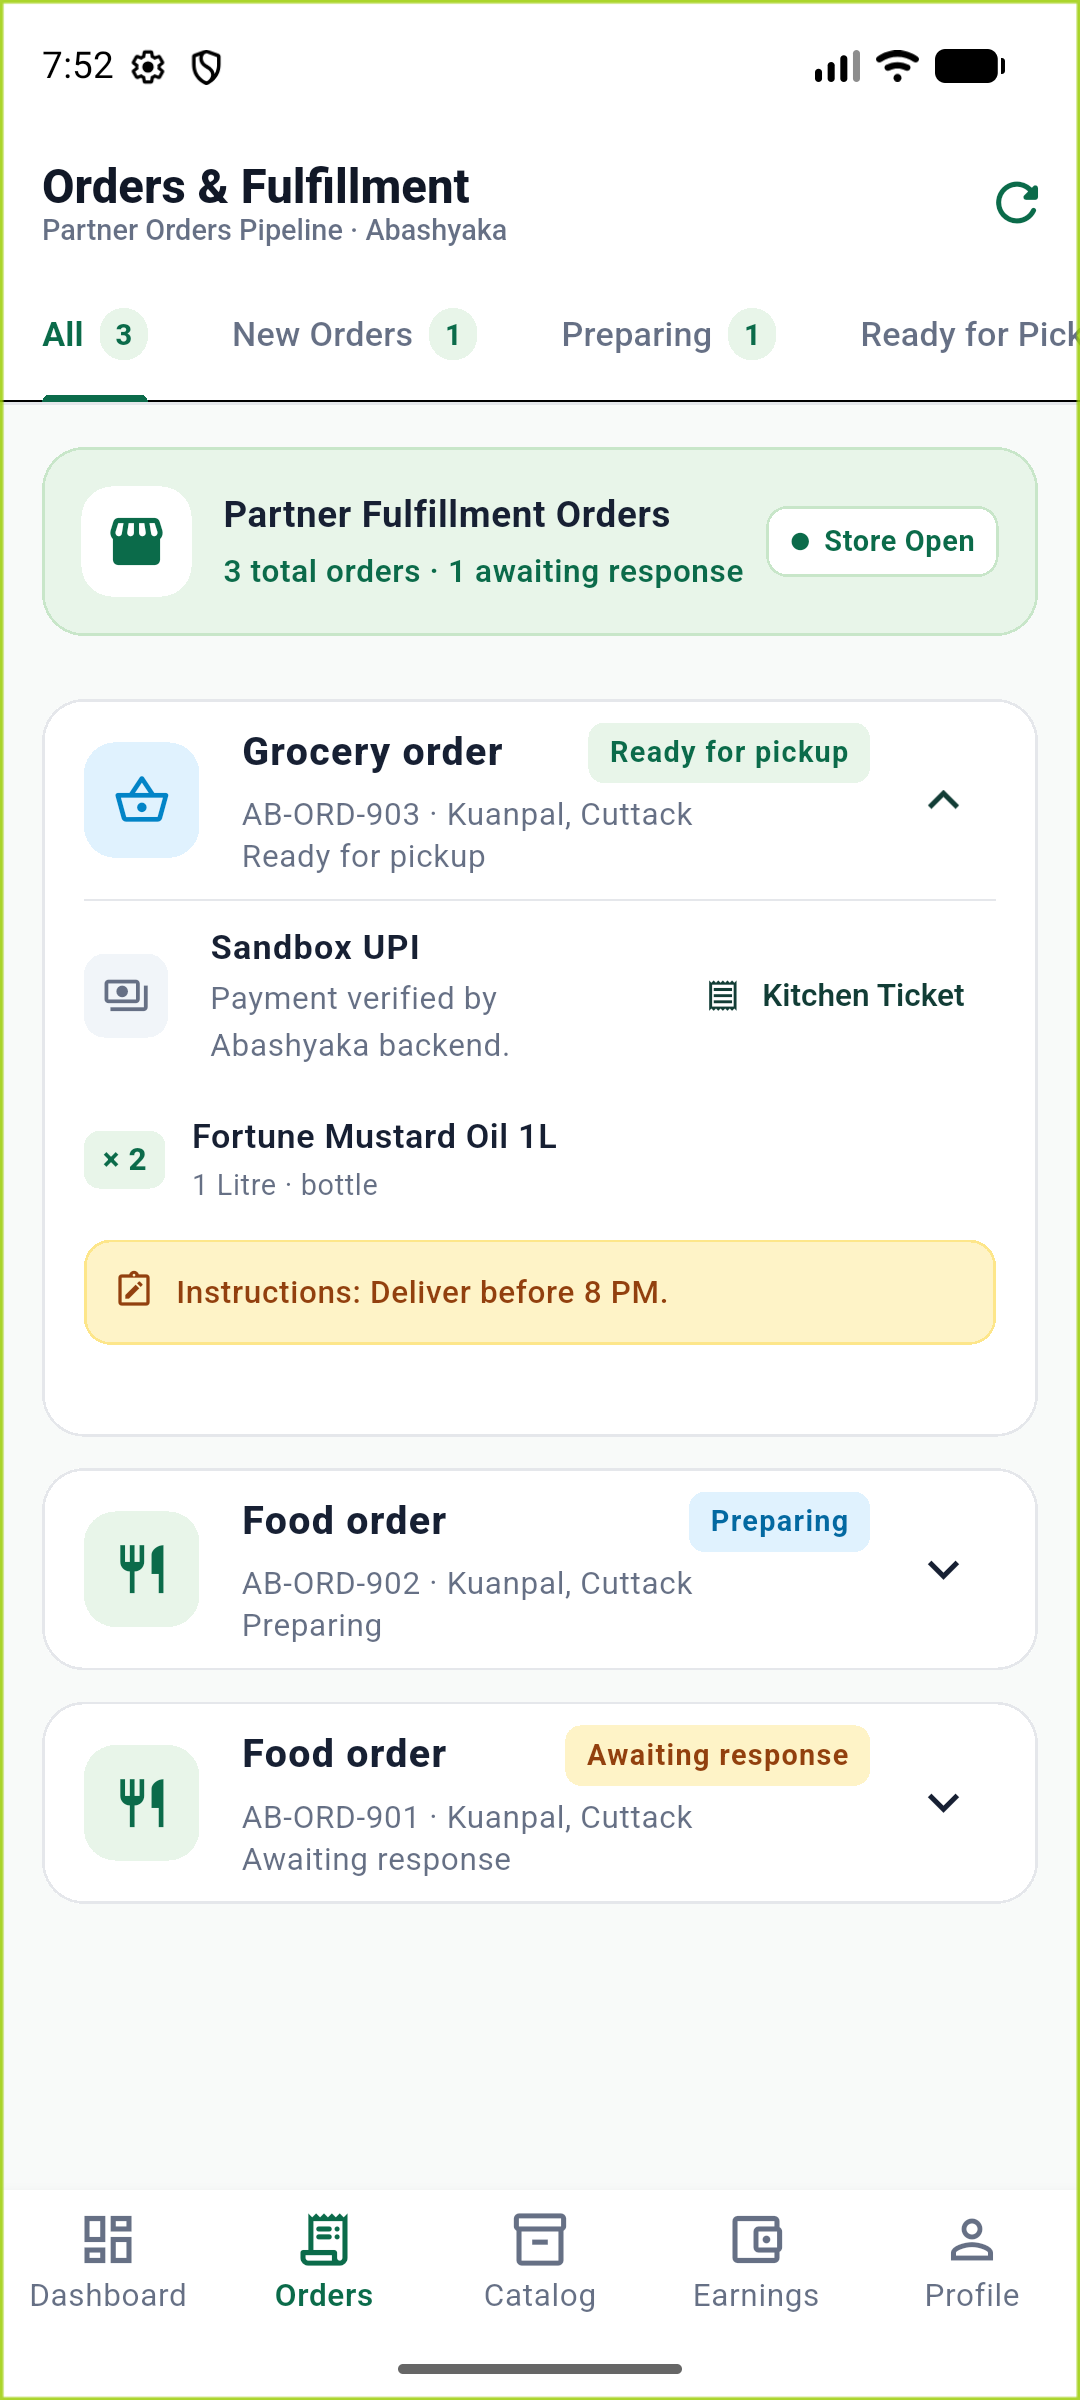 7:52
Orders & Fulfillment
Partner Orders Pipeline · Abashyaka
All 3 New Orders 1 Preparing 1 Ready for Pick
Partner Fulfillment Orders
3 total orders · 1 awaiting response
Store Open
Grocery order
Ready for pickup
AB-ORD-903 · Kuanpal, Cuttack
Ready for pickup
Sandbox UPI
Payment verified by
Abashyaka backend.
Kitchen Ticket
× 2
Fortune Mustard Oil 1L
1 Litre · bottle
Instructions: Deliver before 8 PM.
Food order
Preparing
AB-ORD-902 · Kuanpal, Cuttack
Preparing
Food order
Awaiting response
AB-ORD-901 · Kuanpal, Cuttack
Awaiting response
Dashboard Orders Catalog Earnings Profile